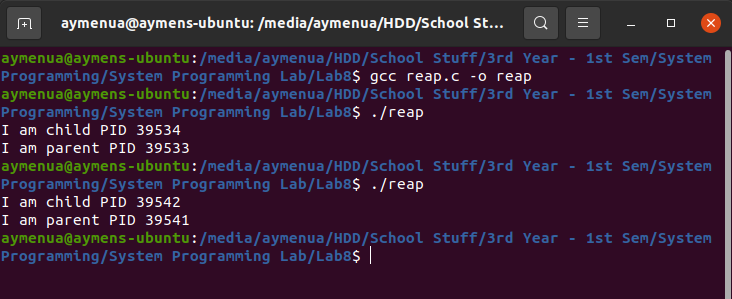 aymenua@aymens-ubuntu: /media/aymenua/HDD/School St...
aymenua@aymens-ubuntu:/media/aymenua/HDD/School Stuff/3rd Year - 1st Sem/System
Programming/System Programming Lab/Lab8$ gcc reap.c -o reap
aymenua@aymens-ubuntu:/media/aymenua/HDD/School Stuff/3rd Year - 1st Sem/System
Programming/System Programming Lab/Lab8$ ./reap
I am child PID 39534
I am parent PID 39533
aymenua@aymens-ubuntu:/media/aymenua/HDD/School Stuff/3rd Year - 1st Sem/System
Programming/System Programming Lab/Lab8$ ./reap
I am child PID 39542
I am parent PID 39541
aymenua@aymens-ubuntu:/media/aymenua/HDD/School Stuff/3rd Year - 1st Sem/System
Programming/System Programming Lab/Lab8$